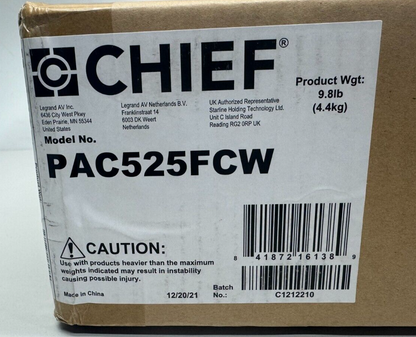 CHIEF®
Legrand AV Inc.
6436 City West Pkwy
Eden Prairie, MN 55344
United States
Legrand AV Netherlands B.V.
Franklinstraat 14
6003 DK Weert
Netherlands
UK Authorized Representative
Starline Holding Technology Ltd.
Unit C Island Road
Reading RG2 0RP UK
Product Wgt:
9.8lb
(4.4kg)
Model No.
PAC525FCW
CAUTION:
Use with products heavier than the maximum
weights indicated may result in instability
causing possible injury.
8 41872 16138 9
Made in China
12/20/21
Batch
No.:
C1212210